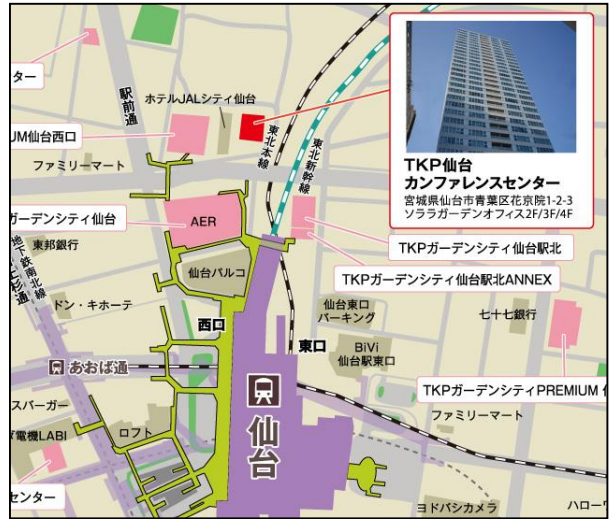 ター
駅前通
ホテルJALシティ仙台
UM仙台西口
東北本線
東北新幹線
TKP仙台
カンファレンスセンター
宮城県仙台市青葉区花京院1-2-3
ソララガーデンオフィス2F/3F/4F
ファミリーマート
ガーデンシティ仙台
AER
TKPガーデンシティ仙台駅北
東邦銀行
仙台パルコ
TKPガーデンシティ仙台駅北ANNEX
地下鉄南北線
上杉通
ドン・キホーテ
仙台東口
パーキング
七十七銀行
西口
東口
BiVi
仙台駅東口
あおば通
TKPガーデンシティPREMIUM
スバーガー
ロフト
仙台
ファミリーマート
電機LABI
センター
ヨドバシカメラ
ハローワ